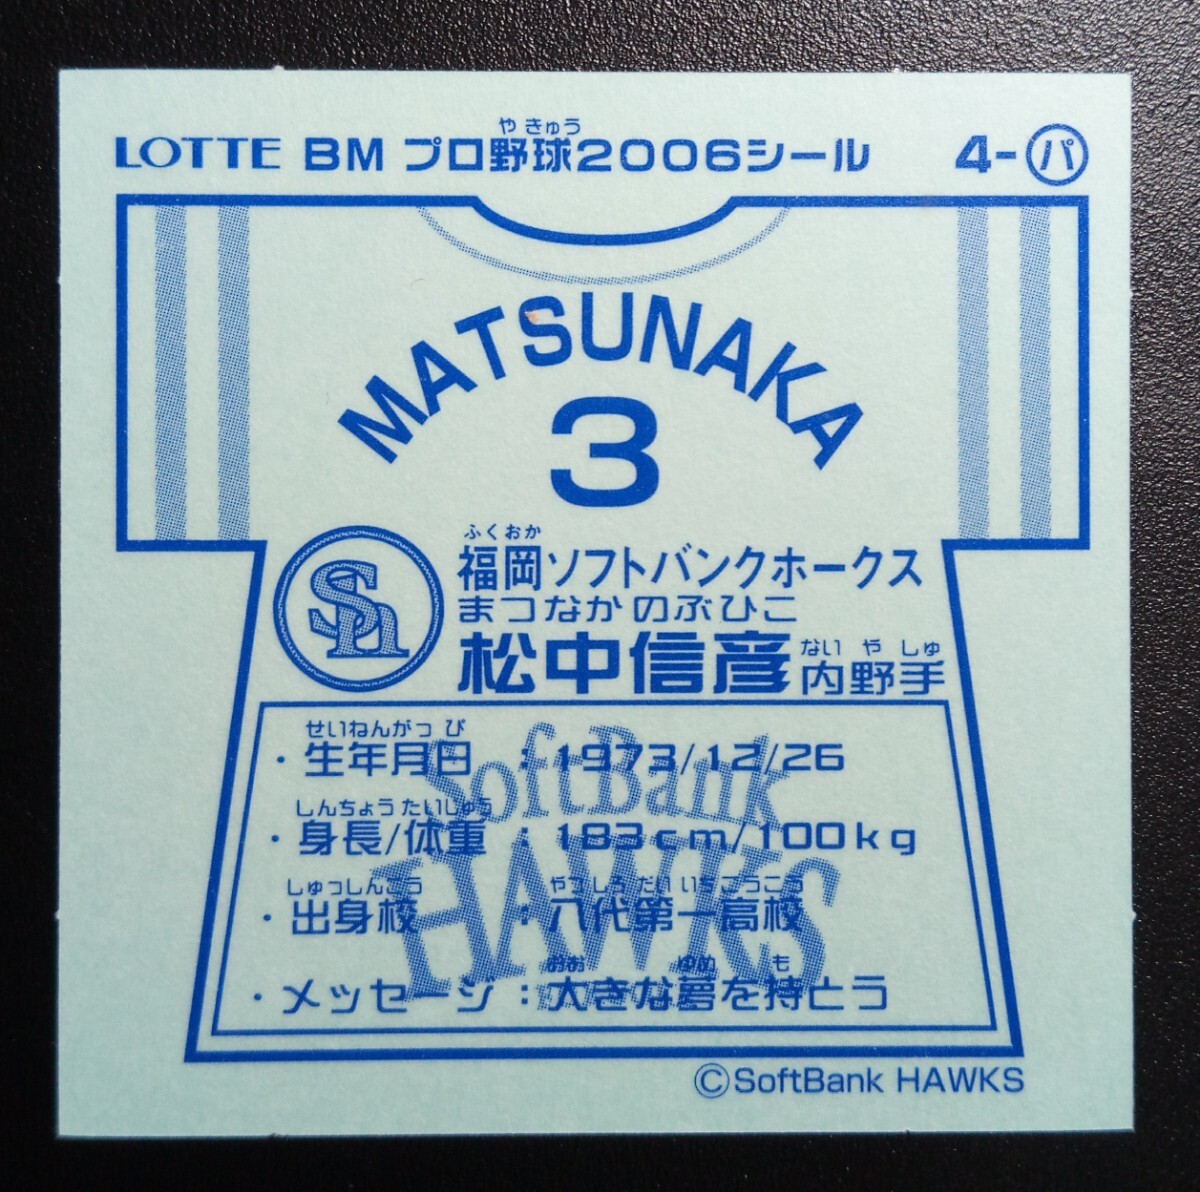 やきゅう
LOTTE BM プロ野球2006シール 4-パ
MATSUNAKA
3
ふくおか
Sh 福岡ソフトバンクホークス
まつなかのぶひこ
ない や しゅ
松中信彦 内野手
SoftBank HAWKS
せいねんがっぴ
・生年月日 : 1973/12/26
しんちょう たいじゅう
・身長/体重 : 183cm/100kg
しゅっしんこう やつしろ だい いちこうこう
・出身校 : 八代第一高校
おお ゆめ も
・メッセージ : 大きな夢を持とう
©SoftBank HAWKS